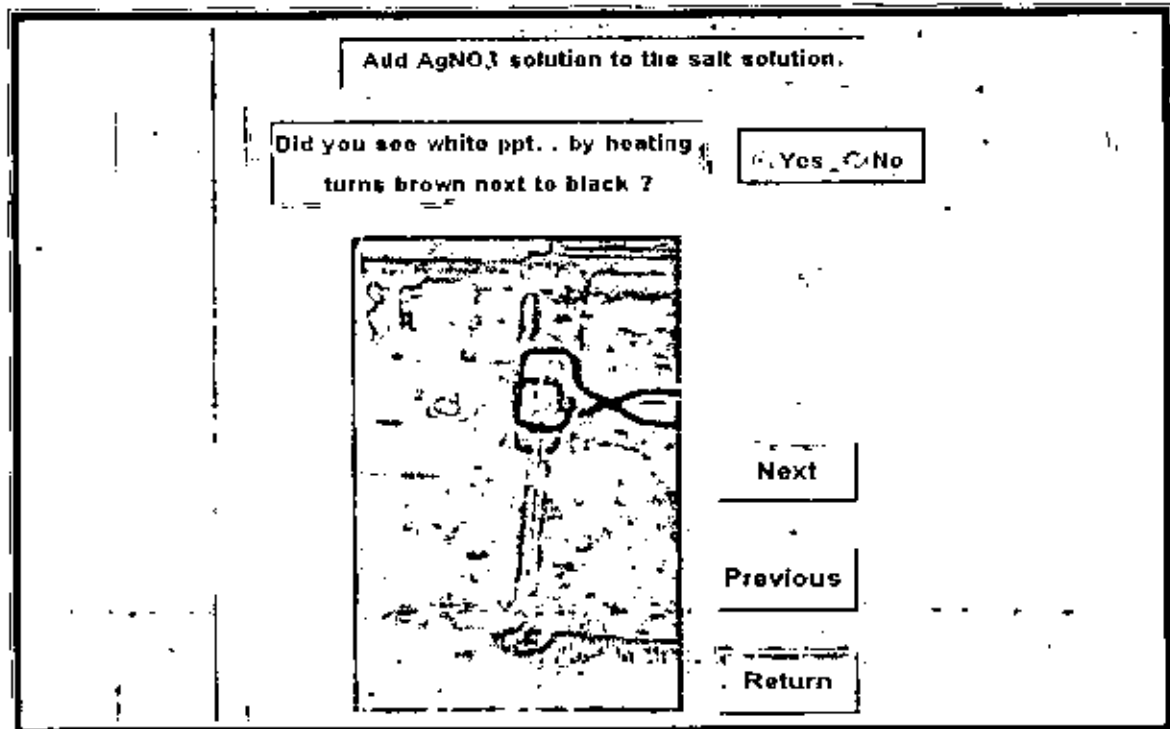 Add AgNO3 solution to the salt solution.
Did you see white ppt.. by heating
turns brown next to black ?
Yes No
Next
Previous
Return